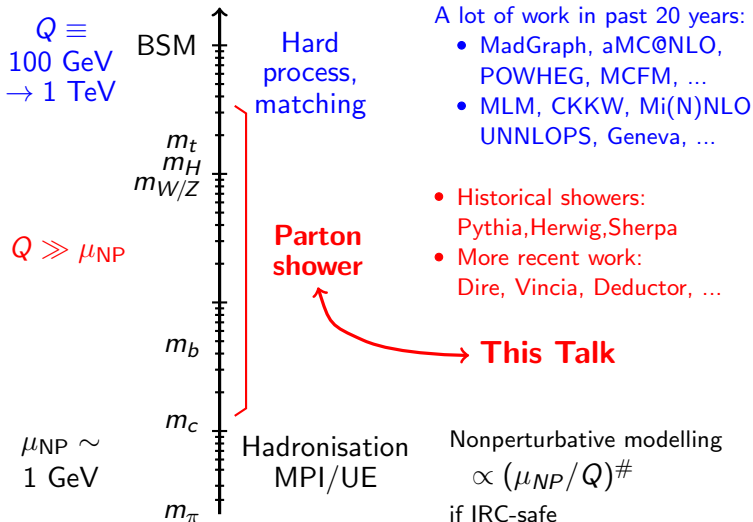 Q ≡
100 GeV
→ 1 TeV
BSM
m_t
m_H
m_{W/Z}
Q ≫ μ_NP
m_b
m_c
μ_NP ∼
1 GeV
m_π
Hard
process,
matching
Parton
shower
Hadronisation
MPI/UE
A lot of work in past 20 years:
• MadGraph, aMC@NLO,
POWHEG, MCFM, ...
• MLM, CKKW, Mi(N)NLO
UNNLOPS, Geneva, ...
• Historical showers:
Pythia,Herwig,Sherpa
• More recent work:
Dire, Vincia, Deductor, ...
This Talk
Nonperturbative modelling
∝ (μ_NP/Q)^#
if IRC-safe